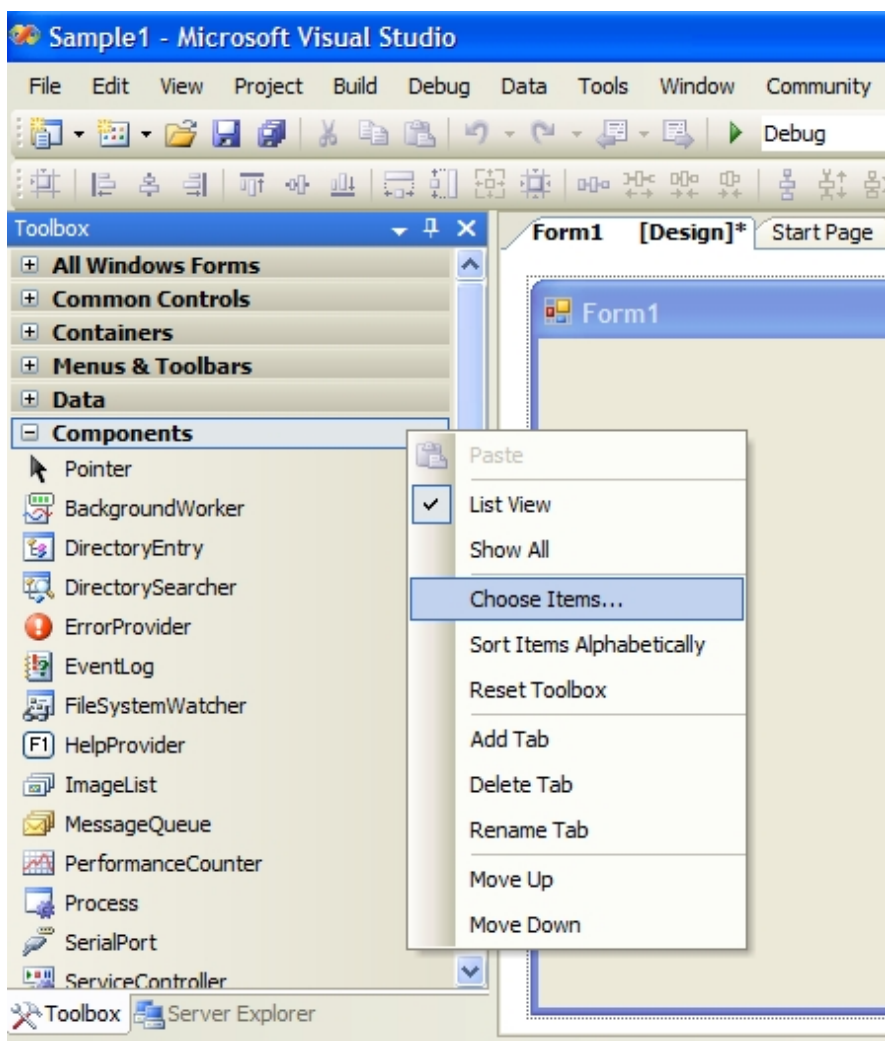 Sample1 - Microsoft Visual Studio
File Edit View Project Build Debug Data Tools Window Community
Debug
Toolbox
Form1 [Design]* Start Page
All Windows Forms
Common Controls
Containers
Menus & Toolbars
Data
Components
Pointer
BackgroundWorker
DirectoryEntry
DirectorySearcher
ErrorProvider
EventLog
FileSystemWatcher
F1 HelpProvider
ImageList
MessageQueue
PerformanceCounter
Process
SerialPort
ServiceController
Toolbox Server Explorer
Form1
Paste
List View
Show All
Choose Items...
Sort Items Alphabetically
Reset Toolbox
Add Tab
Delete Tab
Rename Tab
Move Up
Move Down